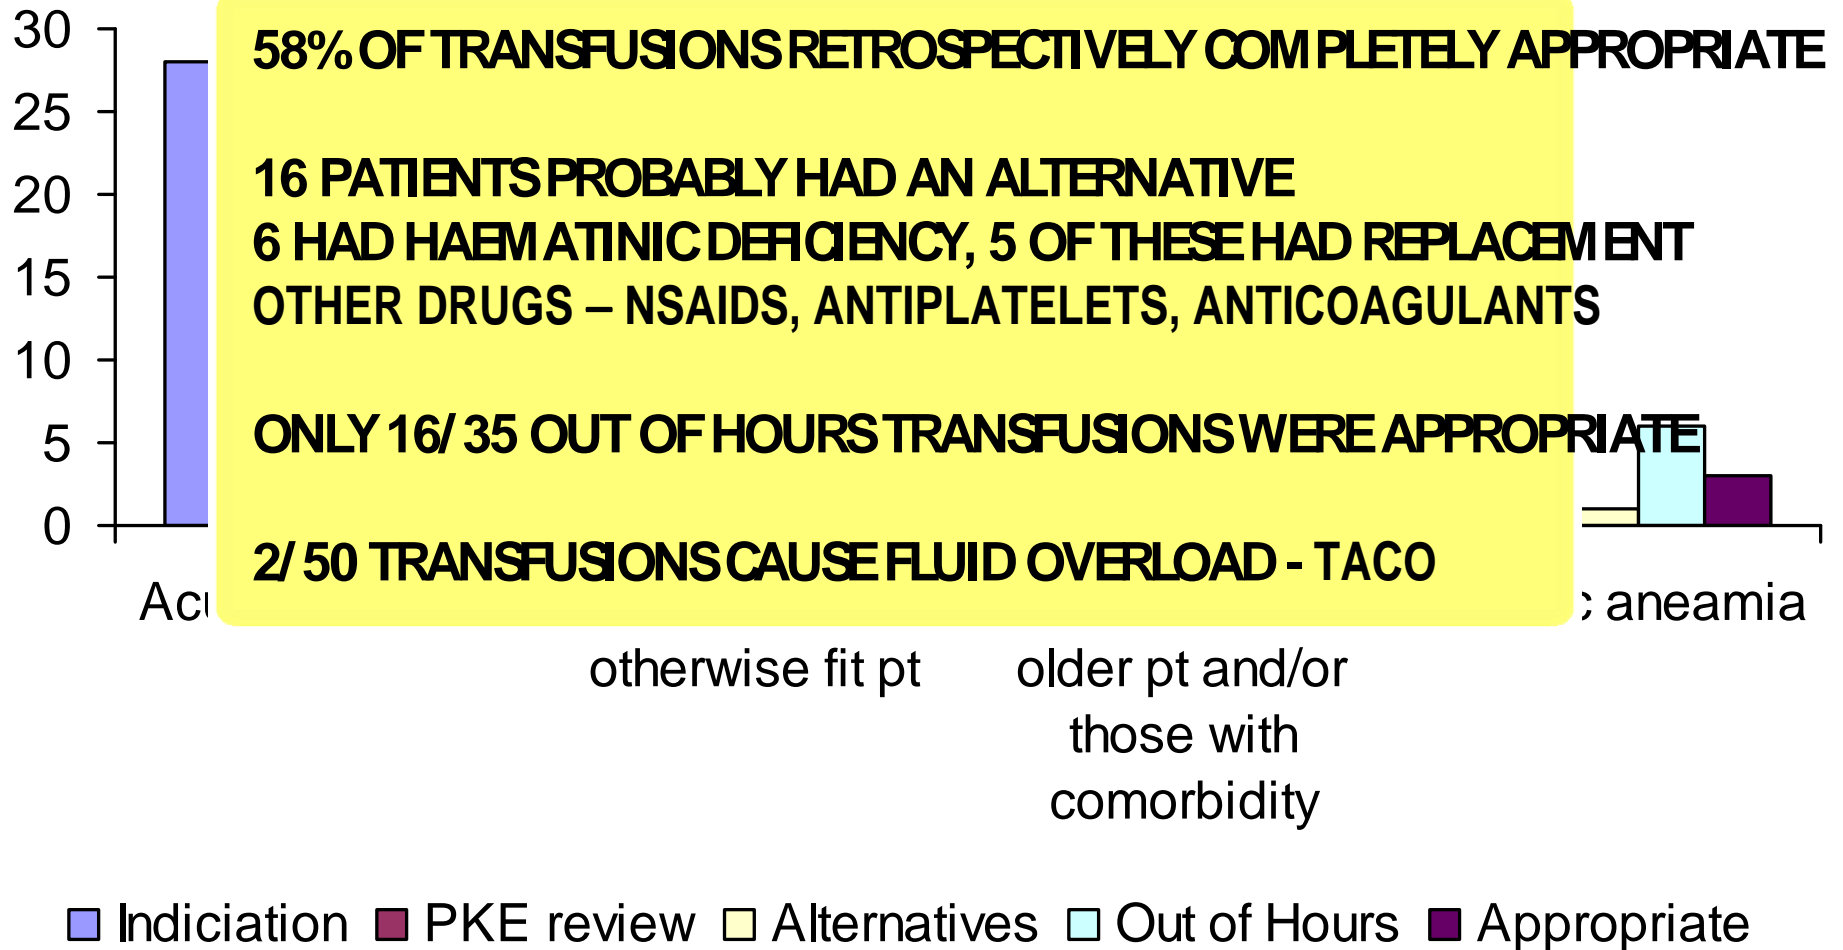 30
58% OF TRANSFUSIONS RETROSPECTIVELY COMPLETELY APPROPRIATE
25
16 PATIENTS PROBABLY HAD AN ALTERNATIVE
20
6 HAD HAEMATINIC DEFICIENCY, 5 OF THESE HAD REPLACEMENT
15
OTHER DRUGS – NSAIDS, ANTIPLATELETS, ANTICOAGULANTS
10
ONLY 16/35 OUT OF HOURS TRANSFUSIONS WERE APPROPRIATE
5
0
2/50 TRANSFUSIONS CAUSE FLUID OVERLOAD - TACO
aneamia
otherwise fit pt
older pt and/or
those with
comorbidity
Indiciation PKE review Alternatives Out of Hours Appropriate